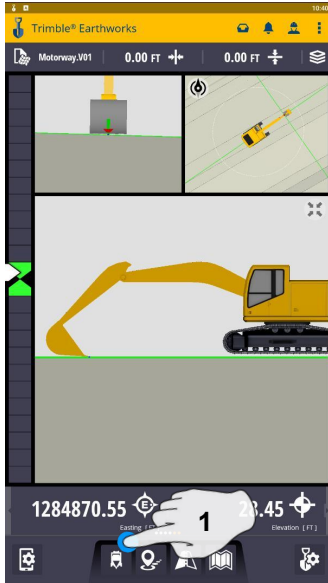 10:40
Trimble® Earthworks
Motorway.V01 0.00 FT 0.00 FT
1284870.55 E .45
Easting [ F Elevation [FT]
1